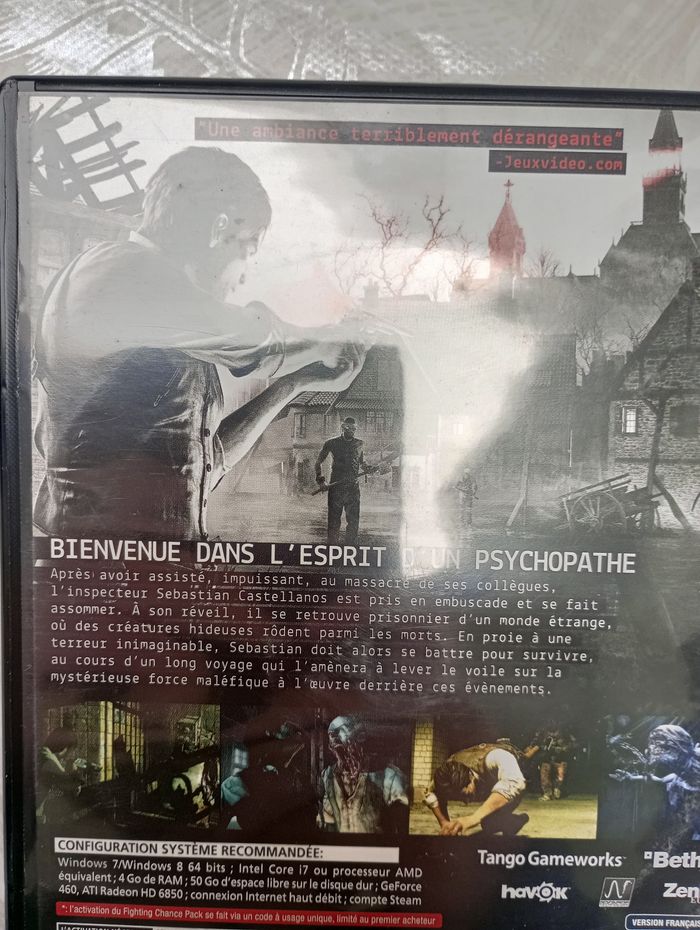 "Une ambiance terriblement dérangeante"
-Jeuxvideo.com
BIENVENUE DANS L'ESPRIT D'UN PSYCHOPATHE
Après avoir assisté, impuissant, au massacre de ses collègues,
l'inspecteur Sebastian Castellanos est pris en embuscade et se fait
assommer. À son réveil, il se retrouve prisonnier d'un monde étrange,
où des créatures hideuses rôdent parmi les morts. En proie à une
terreur inimaginable, Sebastian doit alors se battre pour survivre,
au cours d'un long voyage qui l'amènera à lever le voile sur la
mystérieuse force maléfique à l'œuvre derrière ces évènements.
CONFIGURATION SYSTÈME RECOMMANDÉE:
Windows 7/Windows 8 64 bits ; Intel Core i7 ou processeur AMD
équivalent ; 4 Go de RAM ; 50 Go d'espace libre sur le disque dur ; GeForce
460, ATI Radeon HD 6850 ; connexion Internet haut débit ; compte Steam
*: l'activation du Fighting Chance Pack se fait via un code à usage unique, limité au premier acheteur
Tango Gameworks
Beth
havok
Zen
VERSION FRANÇAIS